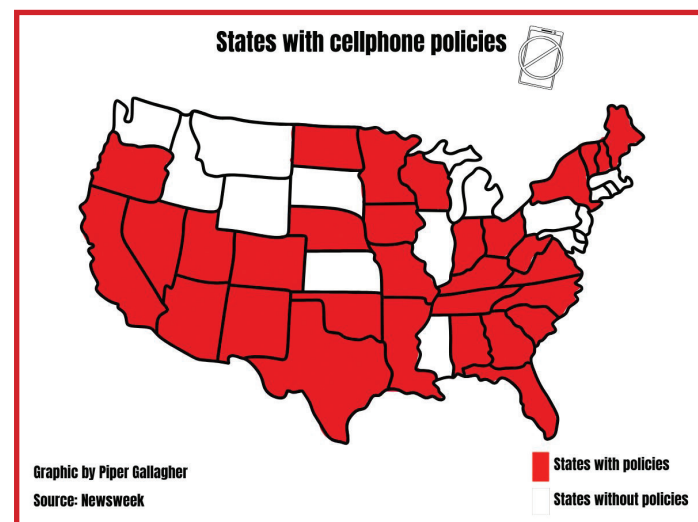 States with cellphone policies
Graphic by Piper Gallagher
Source: Newsweek
States with policies
States without policies